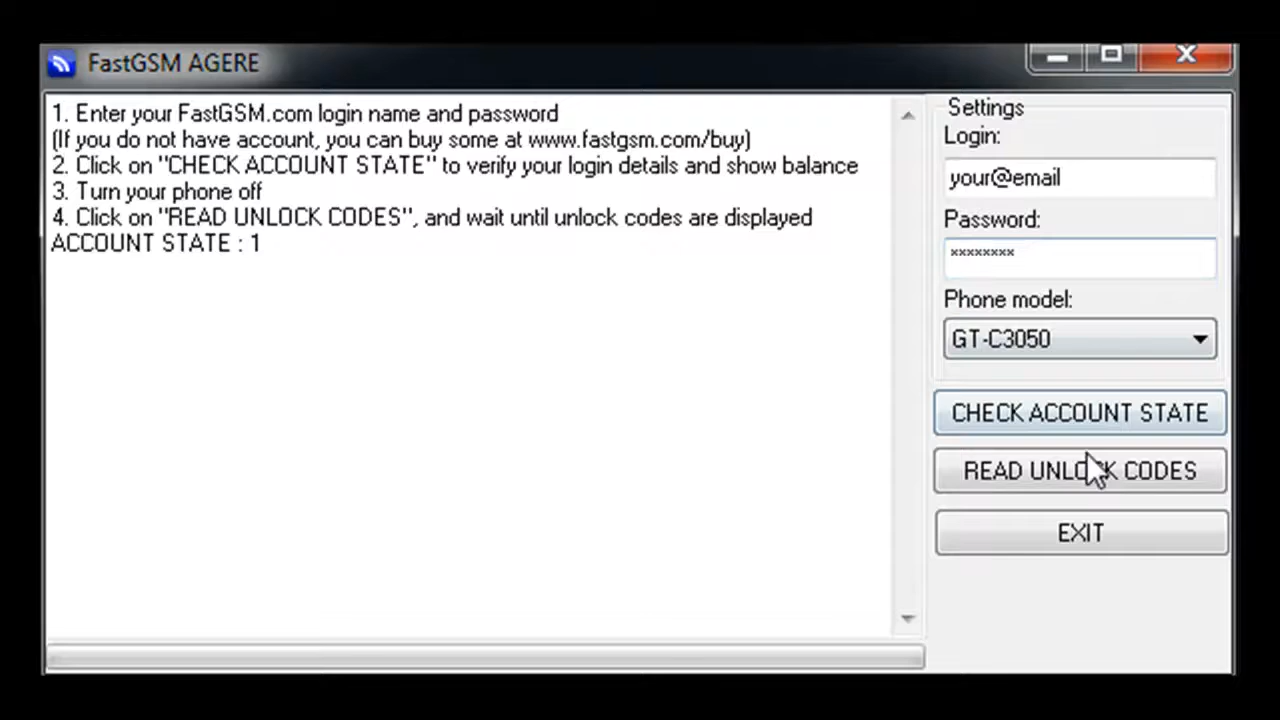 FastGSM AGERE
1. Enter your FastGSM.com login name and password
(If you do not have account, you can buy some at www.fastgsm.com/buy)
2. Click on "CHECK ACCOUNT STATE" to verify your login details and show balance
3. Turn your phone off
4. Click on "READ UNLOCK CODES", and wait until unlock codes are displayed
ACCOUNT STATE : 1
Settings
Login:
your@email
Password:
********
Phone model:
GT-C3050
CHECK ACCOUNT STATE
READ UNLOCK CODES
EXIT